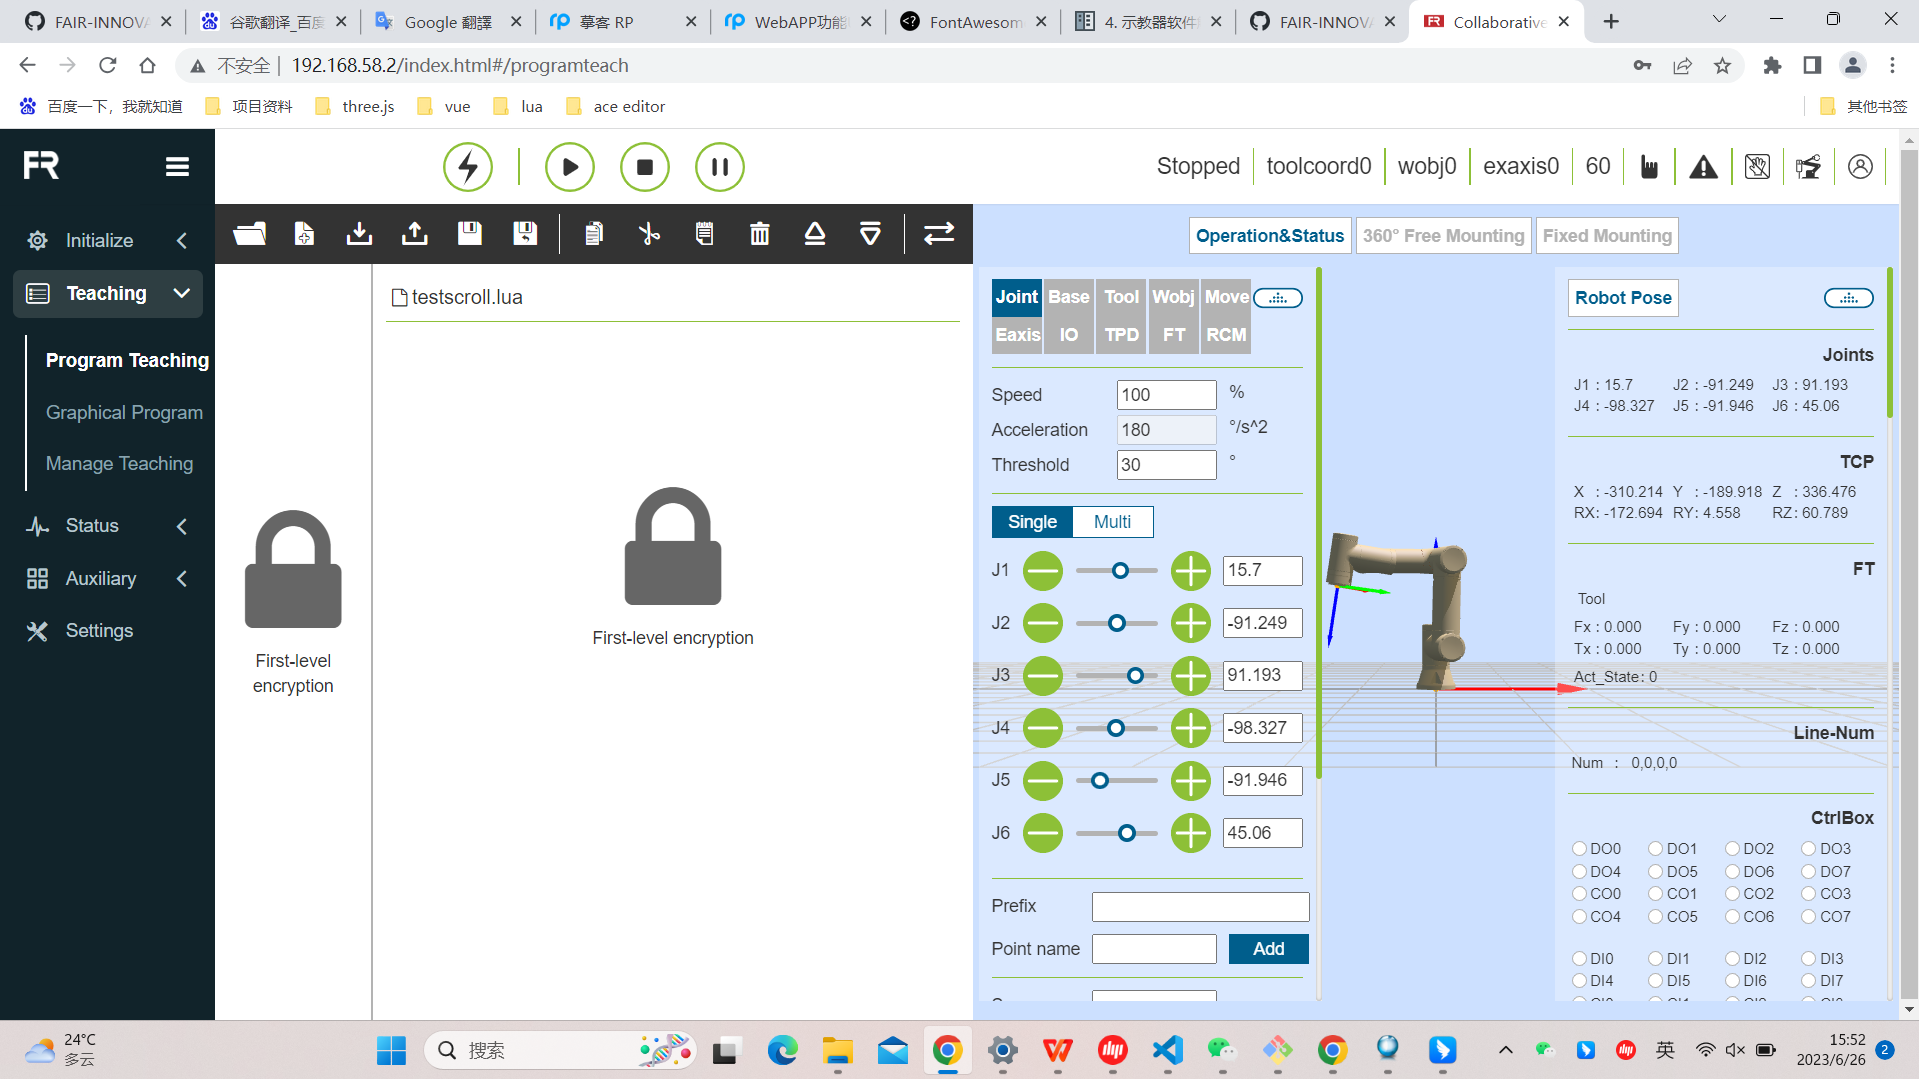 FAIR-INNOVA
谷歌翻译_百度
Google 翻譯
摹客 RP
WebAPP功能
FontAwesom
4. 示教器软件
FAIR-INNOVA
Collaborative
不安全 | 192.168.58.2/index.html#/programteach
百度一下，我就知道
项目资料
three.js
vue
lua
ace editor
其他书签
FR
Initialize
Teaching
Program Teaching
Graphical Program
Manage Teaching
Status
Auxiliary
Settings
Stopped
toolcoord0
wobj0
exaxis0
60
First-level
encryption
testscroll.lua
First-level encryption
Operation&Status
360° Free Mounting
Fixed Mounting
Joint Base Tool Wobj Move
Eaxis IO TPD FT RCM
Speed 100 %
Acceleration 180 °/s^2
Threshold 30 °
Single Multi
J1 15.7
J2 -91.249
J3 91.193
J4 -98.327
J5 -91.946
J6 45.06
Prefix
Point name Add
Robot Pose
Joints
J1 : 15.7 J2 : -91.249 J3 : 91.193
J4 : -98.327 J5 : -91.946 J6 : 45.06
TCP
X : -310.214 Y : -189.918 Z : 336.476
RX: -172.694 RY: 4.558 RZ: 60.789
FT
Tool
Fx : 0.000 Fy : 0.000 Fz : 0.000
Tx : 0.000 Ty : 0.000 Tz : 0.000
Act_State: 0
Line-Num
Num : 0,0,0,0
CtrlBox
DO0 DO1 DO2 DO3
DO4 DO5 DO6 DO7
CO0 CO1 CO2 CO3
CO4 CO5 CO6 CO7
DI0 DI1 DI2 DI3
DI4 DI5 DI6 DI7
24°C
多云
搜索
英
15:52
2023/6/26
2